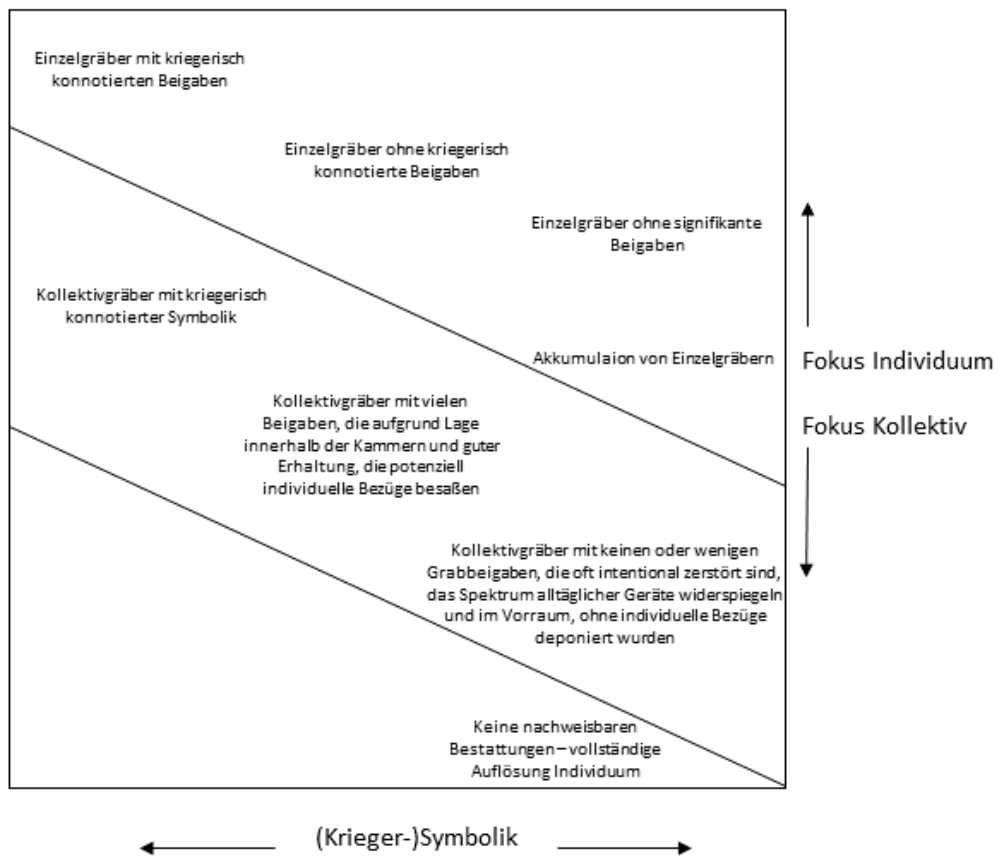 Einzelgräber mit kriegerisch
konnotierten Beigaben
Einzelgräber ohne kriegerisch
konnotierte Beigaben
Einzelgräber ohne signifikante
Beigaben
Kollektivgräber mit kriegerisch
konnotierter Symbolik
Akkumulaion von Einzelgräbern
Fokus Individuum
Kollektivgräber mit vielen
Beigaben, die aufgrund Lage
innerhalb der Kammern und guter
Erhaltung, die potenziell
individuelle Bezüge besaßen
Fokus Kollektiv
Kollektivgräber mit keinen oder wenigen
Grabbeigaben, die oft intentional zerstört sind,
das Spektrum alltäglicher Geräte widerspiegeln
und im Vorraum, ohne individuelle Bezüge
deponiert wurden
Keine nachweisbaren
Bestattungen – vollständige
Auflösung Individuum
(Krieger-)Symbolik